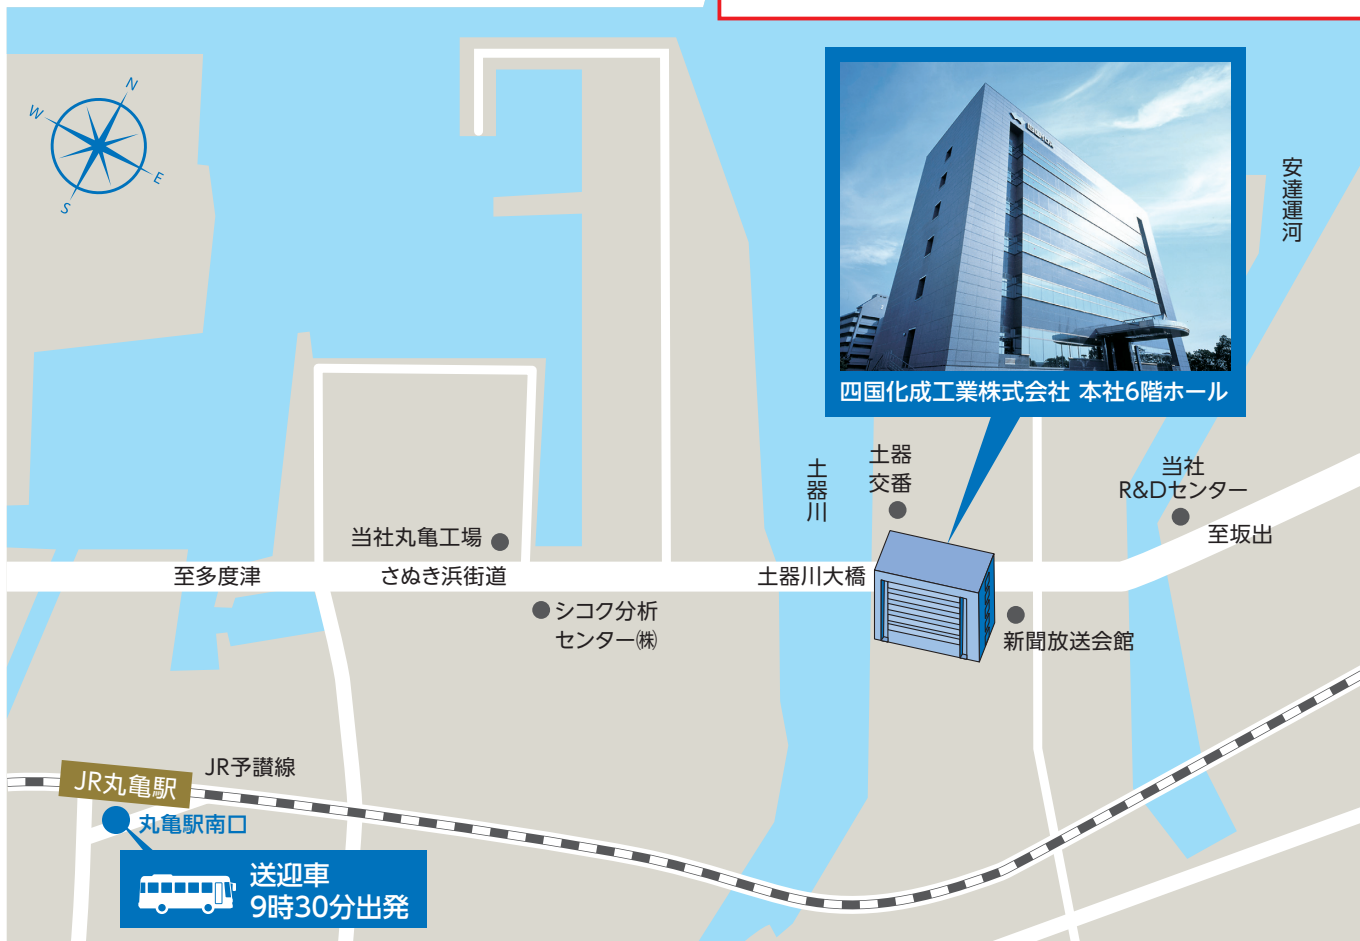 N
W
E
S
安達運河
四国化成工業株式会社 本社6階ホール
土器川
土器
交番
当社
R&Dセンター
至坂出
当社丸亀工場
至多度津
さぬき浜街道
土器川大橋
シコク分析
センター㈱
新聞放送会館
JR丸亀駅
JR予讃線
丸亀駅南口
送迎車
9時30分出発